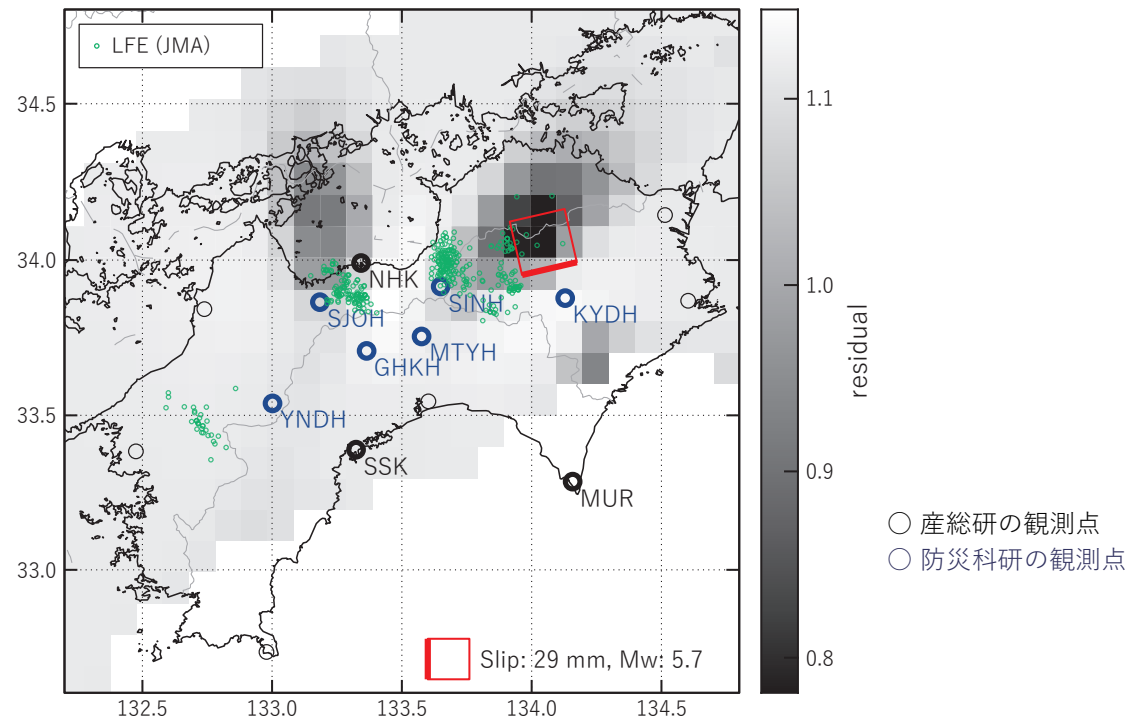 LFE (JMA)
34.5
34.0
33.5
33.0
132.5
133.0
133.5
134.0
134.5
NHK
SJOH
SINH
KYDH
MTYH
GHKH
YNDH
SSK
MUR
Slip: 29 mm, Mw: 5.7
1.1
1.0
0.9
0.8
residual
産総研の観測点
防災科研の観測点